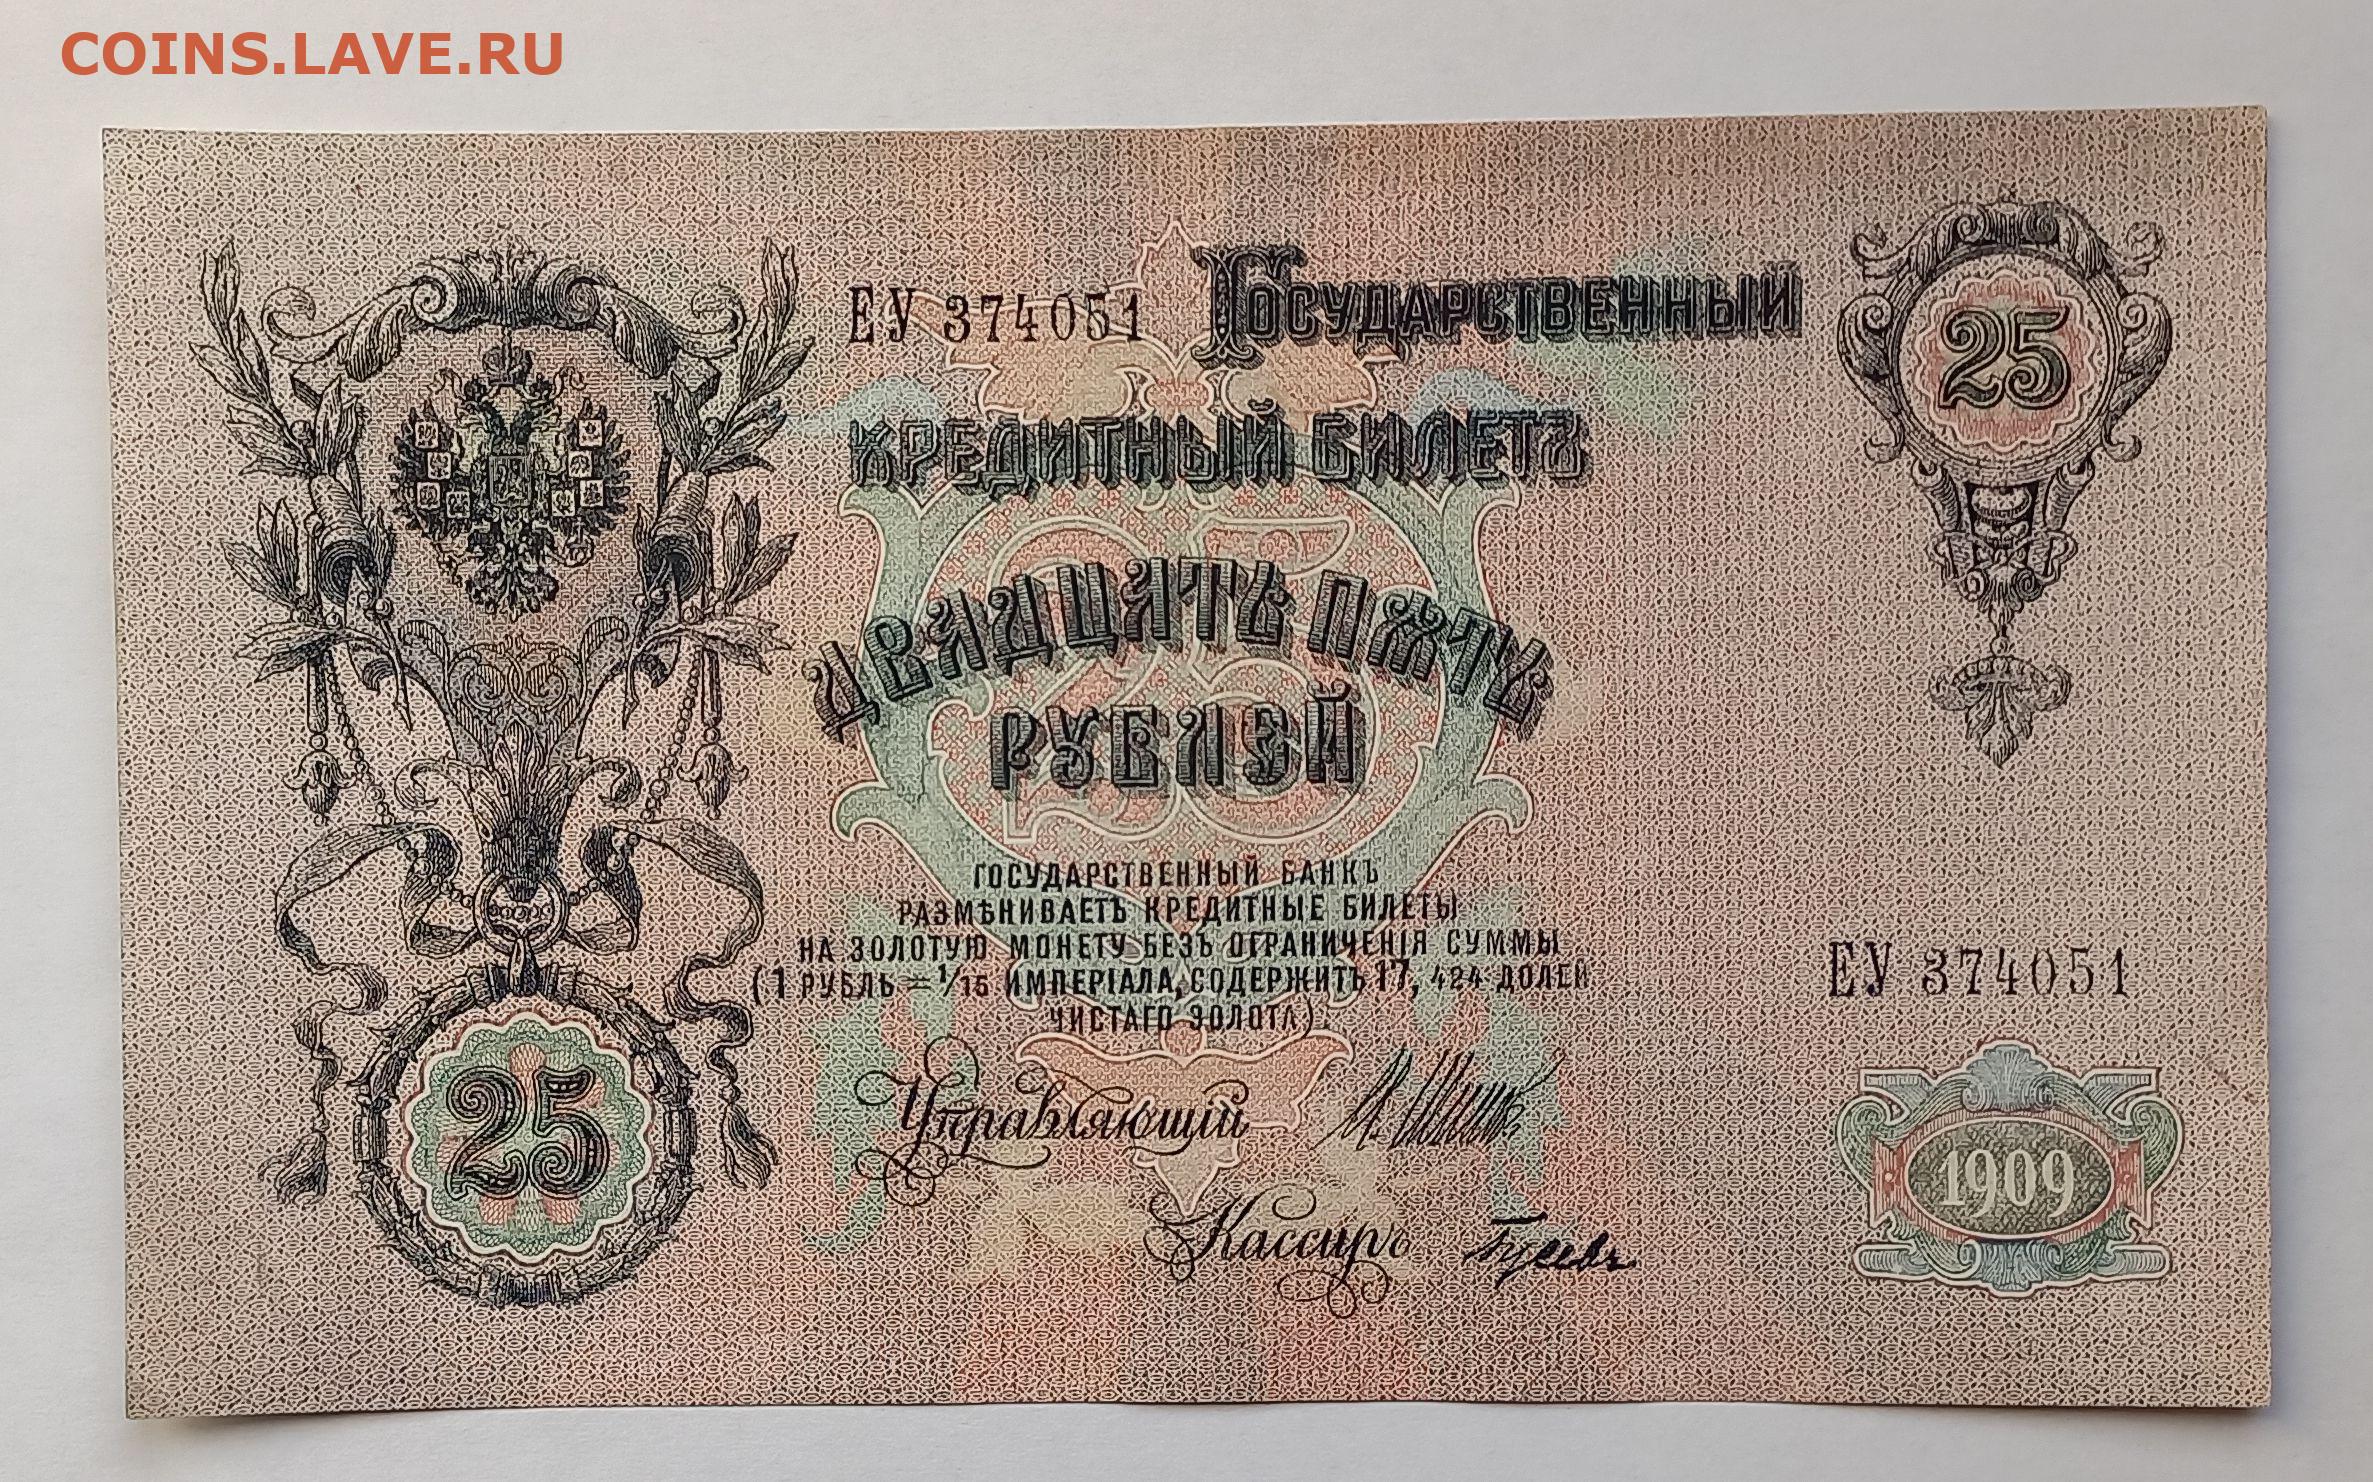 COINS.LAVE.RU
ЕУ 374051
ГОСУДАРСТВЕННЫЙ
25
КРЕДИТНЫЙ БИЛЕТЪ
25
ДВАДЦАТЬ ПЯТЬ
РУБЛЕЙ
ГОСУДАРСТВЕННЫЙ БАНКЪ
РАЗМѢНИВАЕТЪ КРЕДИТНЫЕ БИЛЕТЫ
НА ЗОЛОТУЮ МОНЕТУ БЕЗЪ ОГРАНИЧЕНІЯ СУММЫ
(1 РУБЛЬ = 1/15 ИМПЕРІАЛА, СОДЕРЖИТЪ 17, 424 ДОЛЕЙ
ЧИСТАГО ЗОЛОТА).
ЕУ 374051
25
Управляющій
Кассиръ
1909